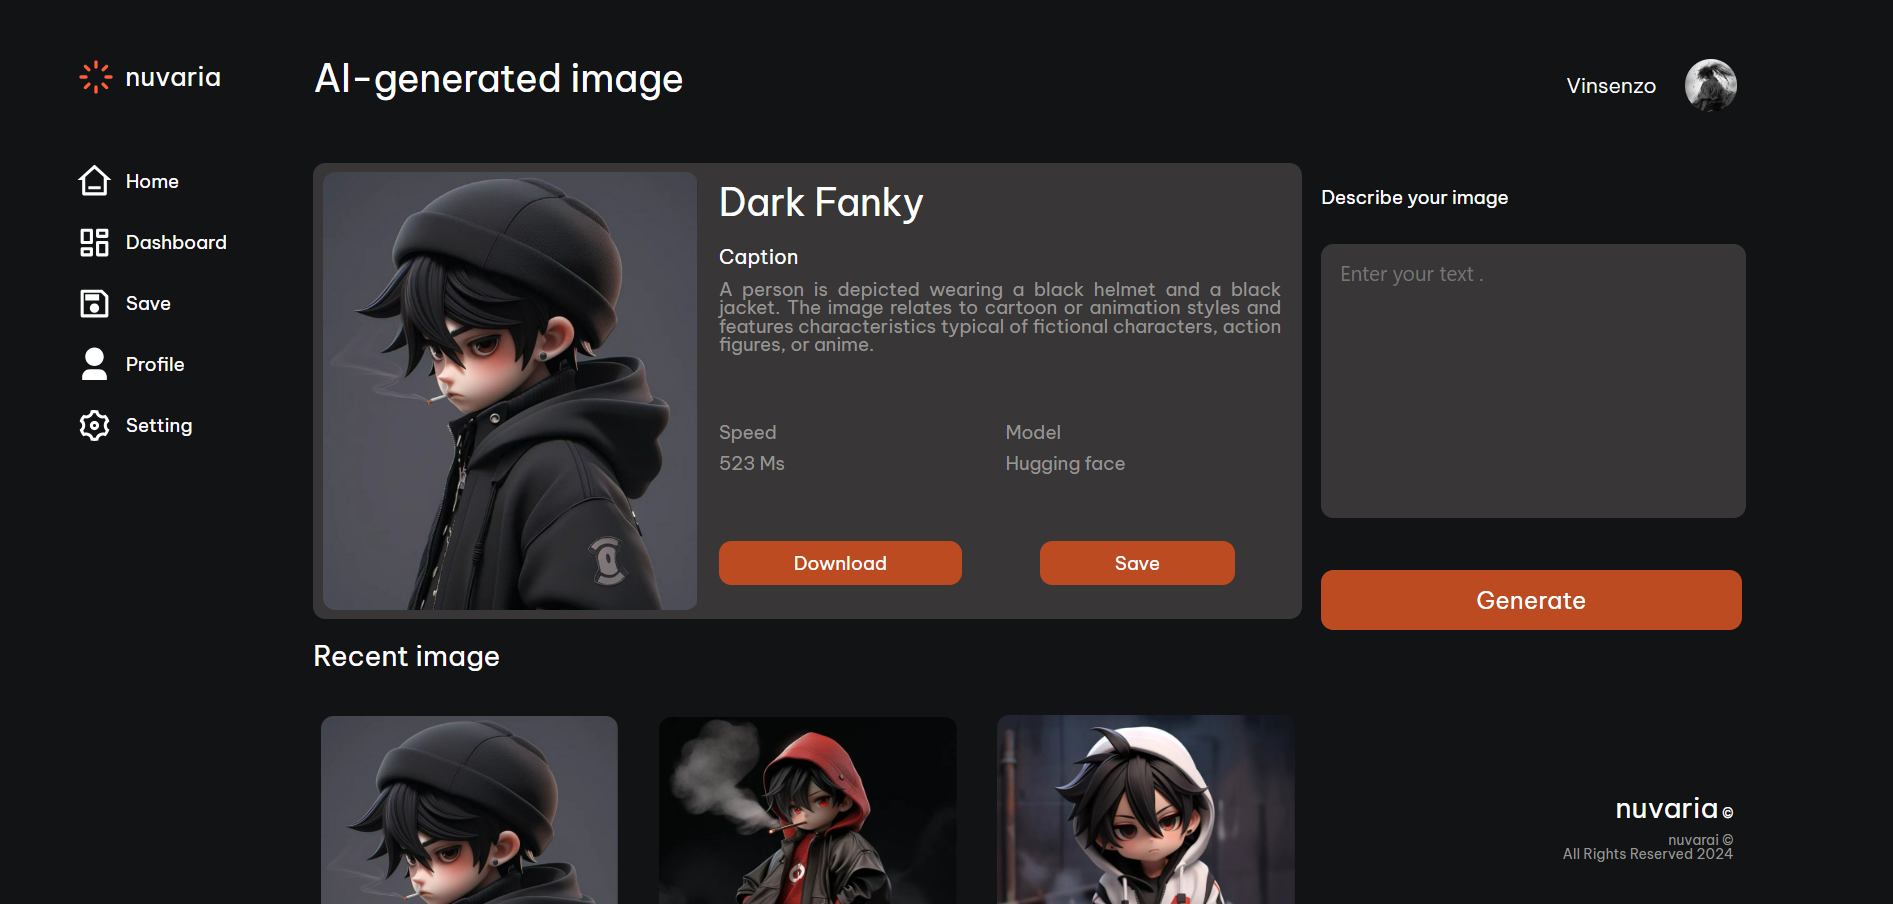 nuvaria
AI-generated image
Vinsenzo
Home
Dashboard
Save
Profile
Setting
Dark Fanky
Caption
A person is depicted wearing a black helmet and a black
jacket. The image relates to cartoon or animation styles and
features characteristics typical of fictional characters, action
figures, or anime.
Speed
Model
523 Ms
Hugging face
Download
Save
Describe your image
Enter your text .
Generate
Recent image
nuvaria ©
nuvarai ©
All Rights Reserved 2024